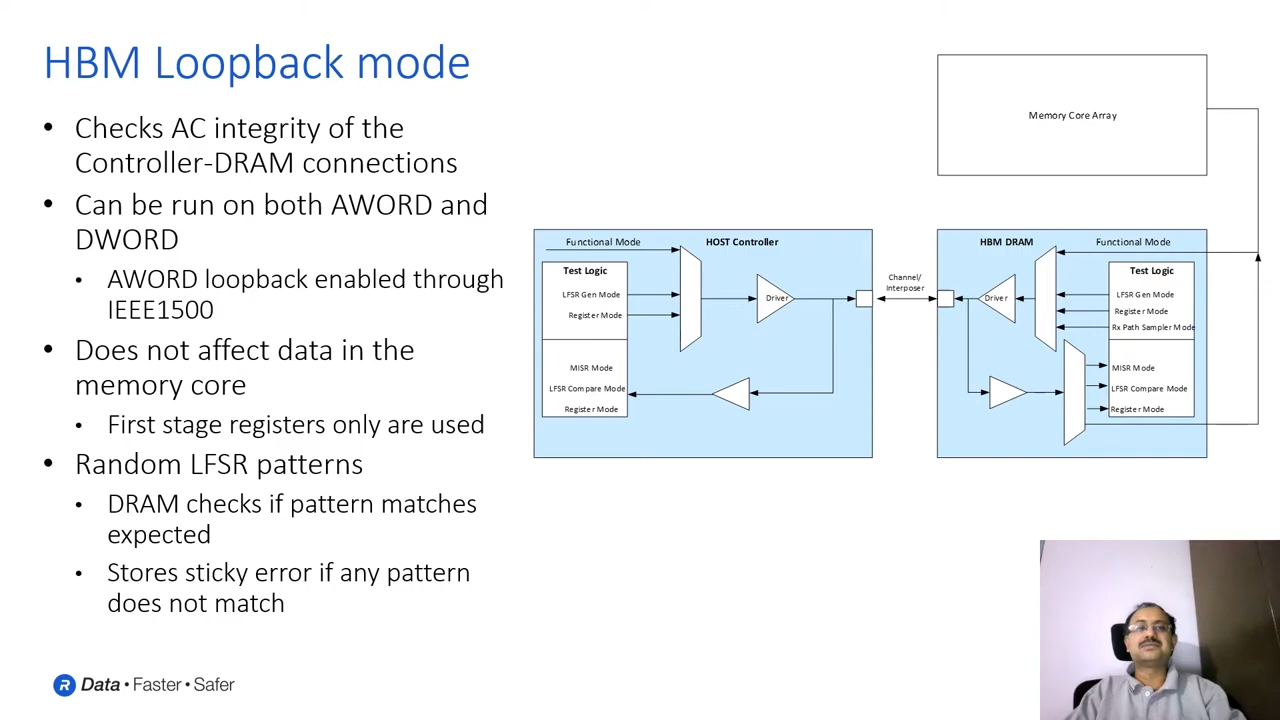 HBM Loopback mode
• Checks AC integrity of the
Controller-DRAM connections
• Can be run on both AWORD and
DWORD
• AWORD loopback enabled through
IEEE1500
• Does not affect data in the
memory core
• First stage registers only are used
• Random LFSR patterns
• DRAM checks if pattern matches
expected
• Stores sticky error if any pattern
does not match
Memory Core Array
Functional Mode
HOST Controller
Test Logic
LFSR Gen Mode
Register Mode
MISR Mode
LFSR Compare Mode
Register Mode
Driver
Channel/
Interposer
HBM DRAM
Functional Mode
Driver
Test Logic
LFSR Gen Mode
Register Mode
Rx Path Sampler Mode
MISR Mode
LFSR Compare Mode
Register Mode
R Data • Faster • Safer